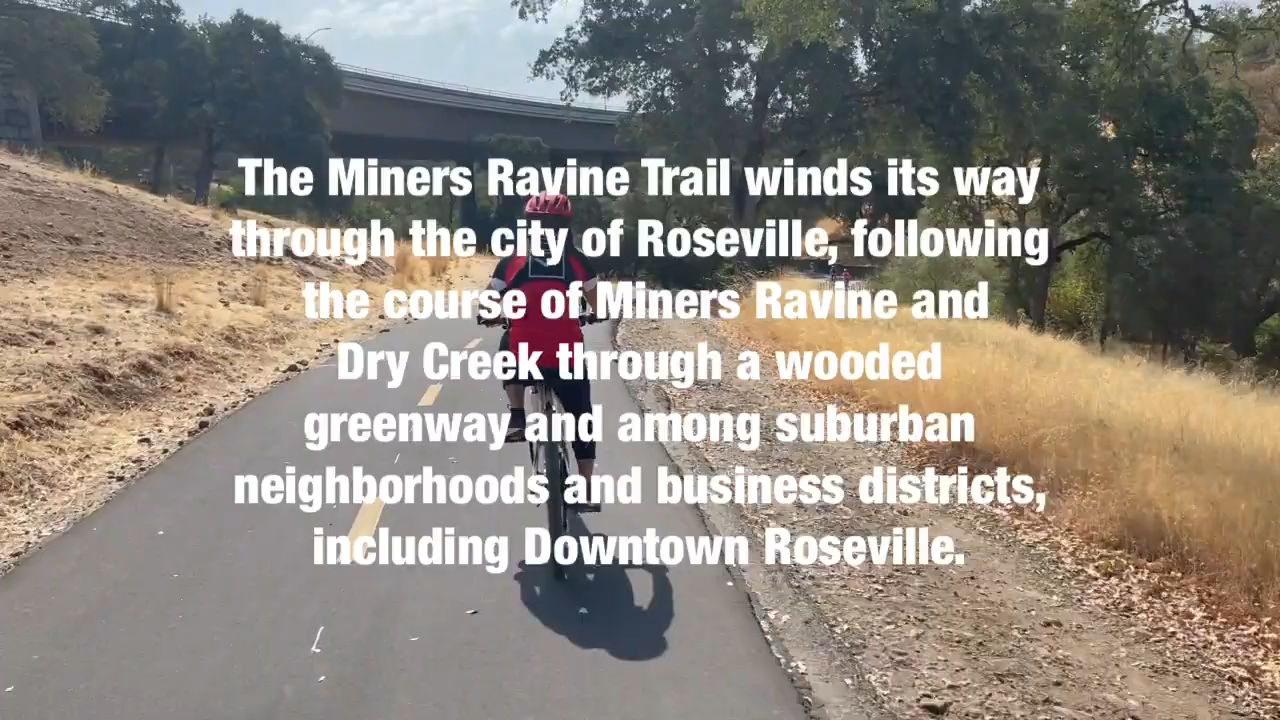 The Miners Ravine Trail winds its way
through the city of Roseville, following
the course of Miners Ravine and
Dry Creek through a wooded
greenway and among suburban
neighborhoods and business districts,
including Downtown Roseville.